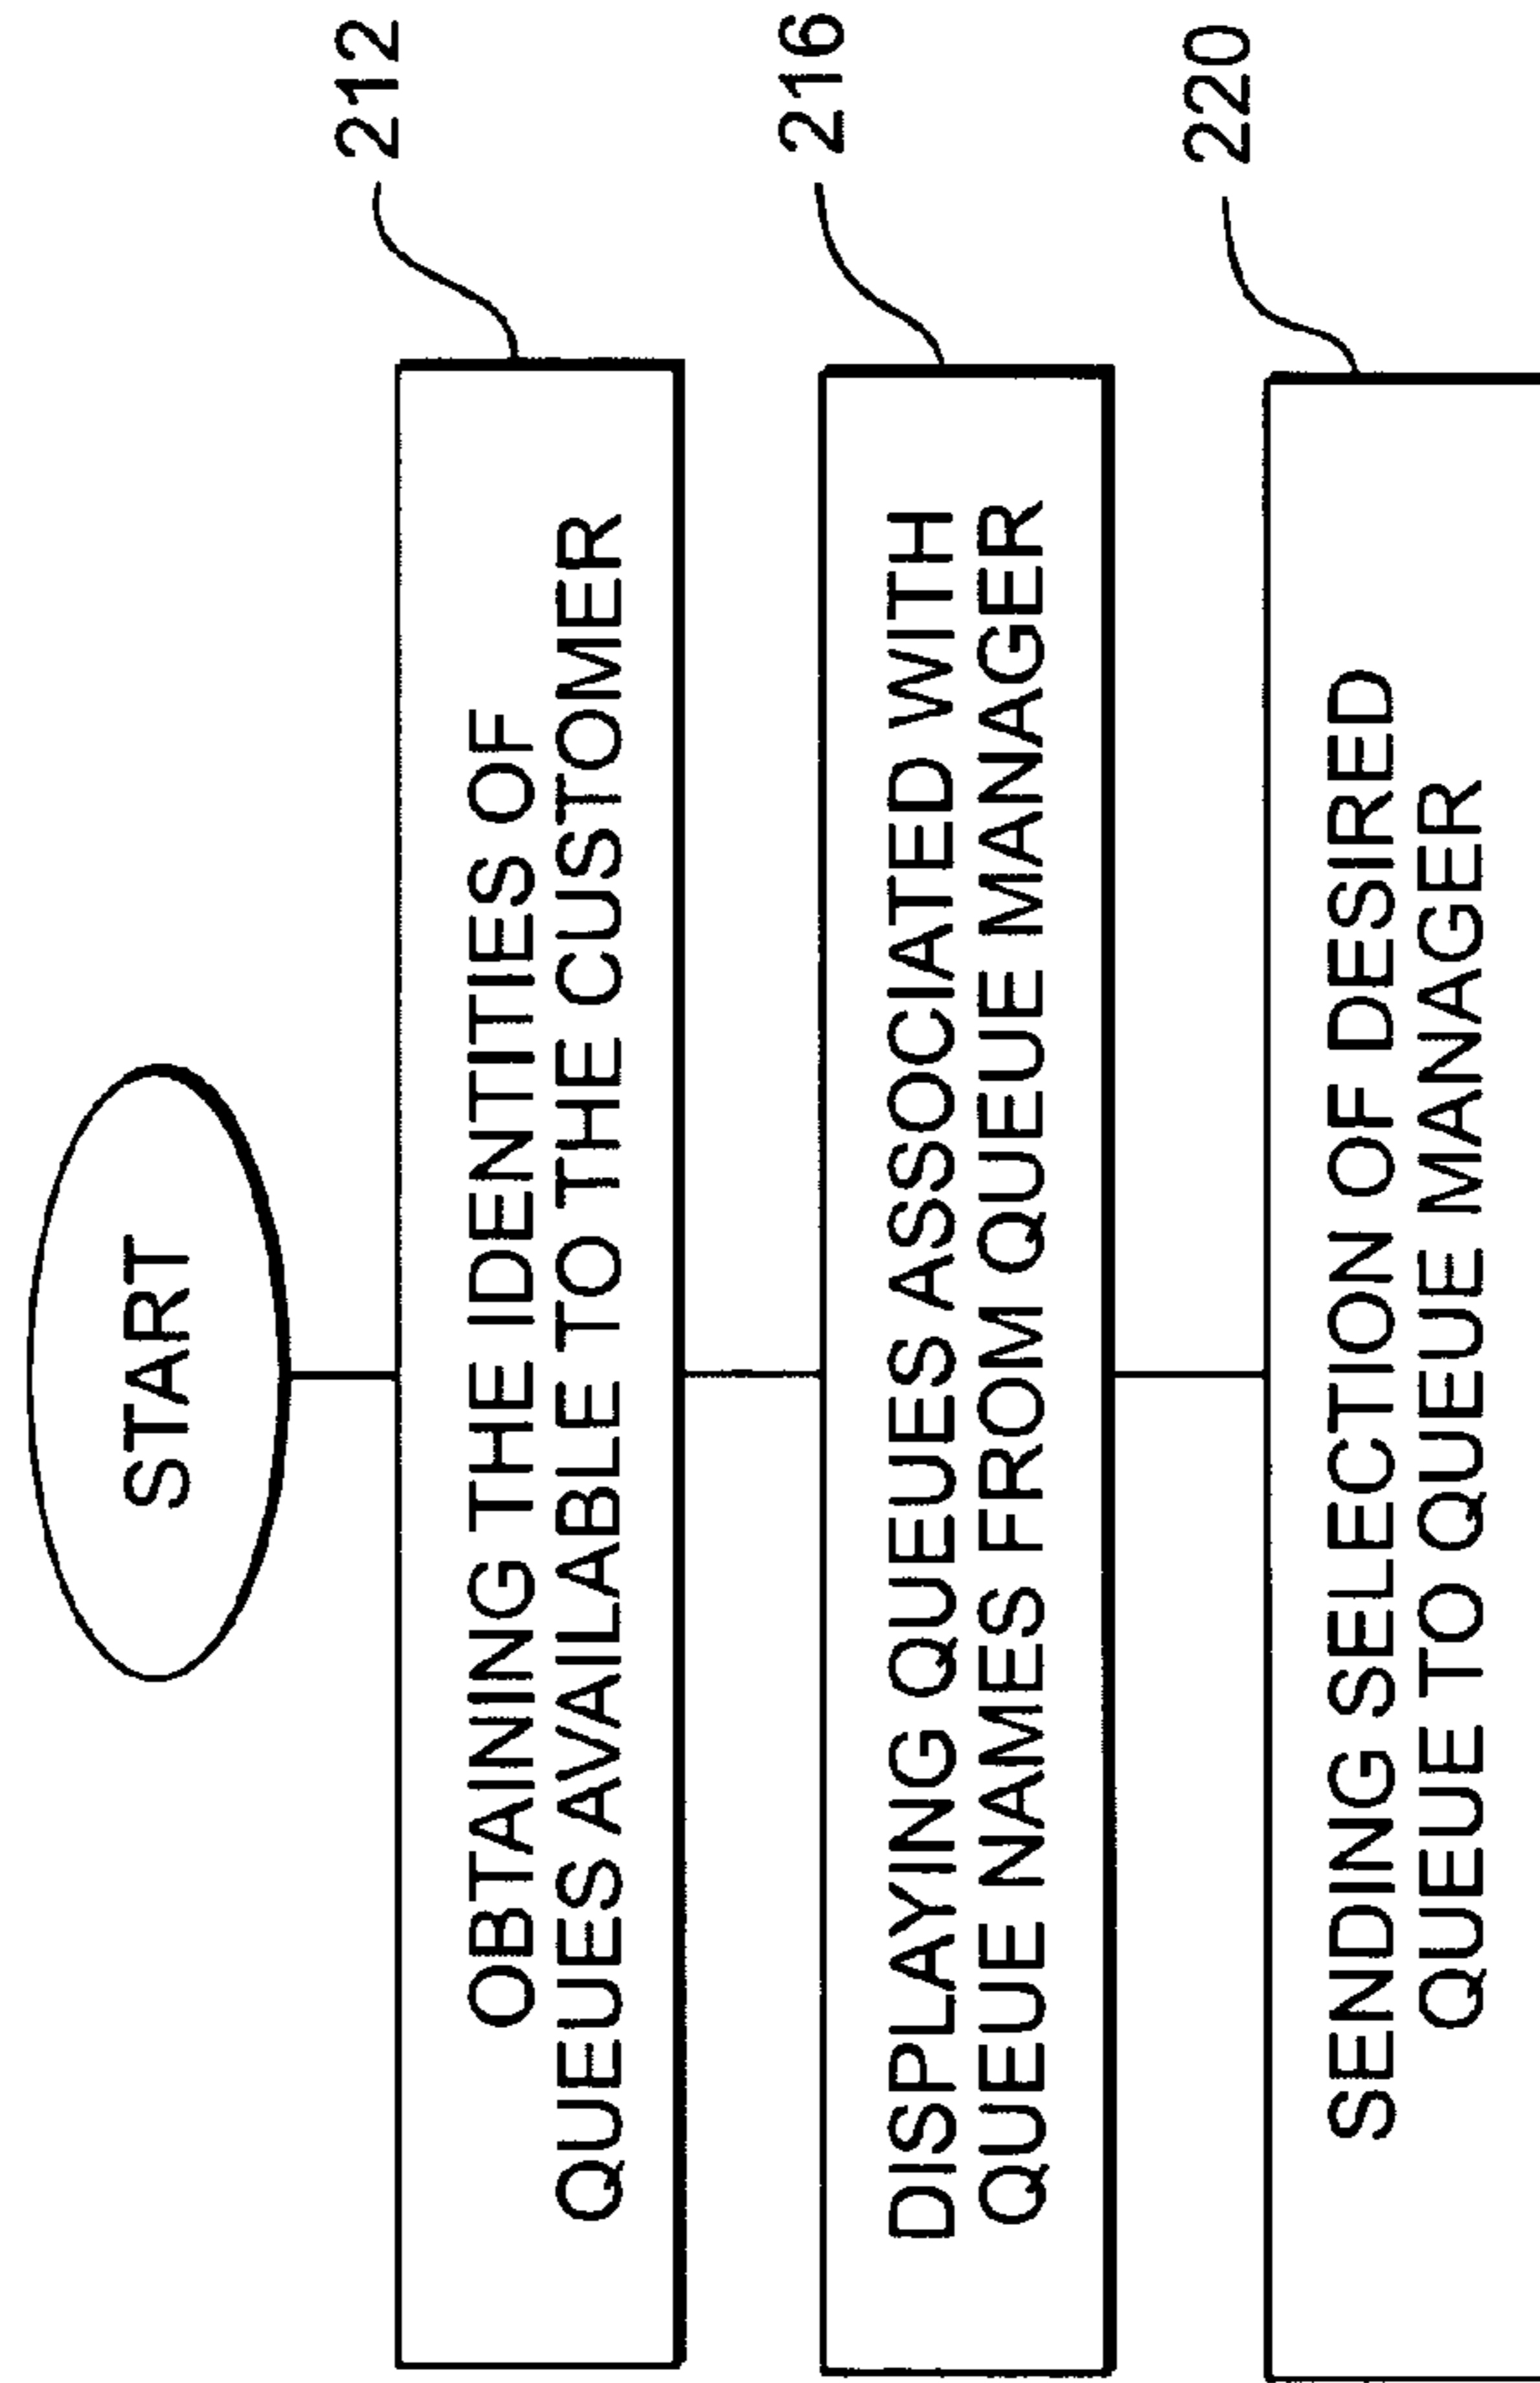 START
212
OBTAINING THE IDENTITIES OF
QUEUES AVAILABLE TO THE CUSTOMER
216
DISPLAYING QUEUES ASSOCIATED WITH
QUEUE NAMES FROM QUEUE MANAGER
220
SENDING SELECTION OF DESIRED
QUEUE TO QUEUE MANAGER